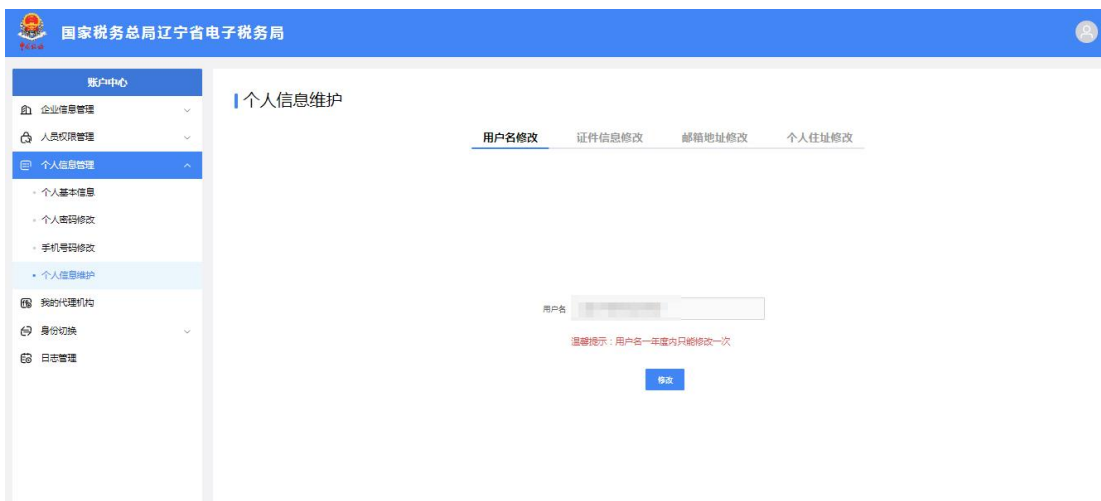 国家税务总局辽宁省电子税务局
账户中心
企业信息管理
人员权限管理
个人信息管理
个人基本信息
个人密码修改
手机号码修改
个人信息维护
我的代理机构
身份切换
日志管理
个人信息维护
用户名修改 证件信息修改 邮箱地址修改 个人住址修改
用户名
温馨提示：用户名一年度内只能修改一次
修改